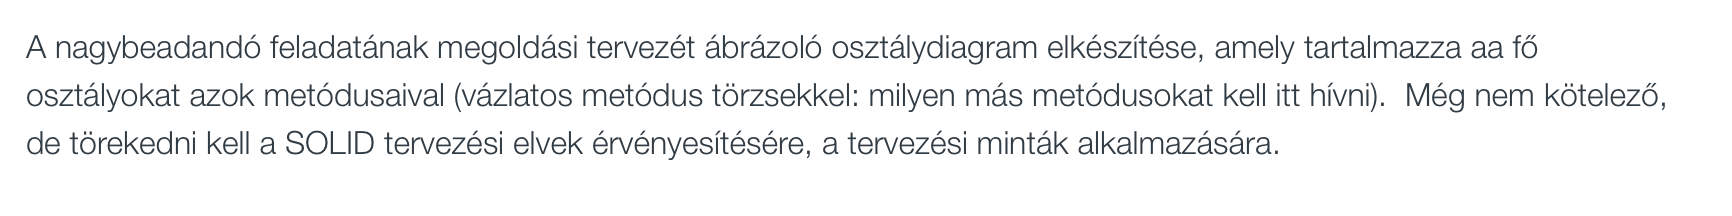 A nagybeadandó feladatának megoldási tervezét ábrázoló osztálydiagram elkészítése, amely tartalmazza aa fő
osztályokat azok metódusaival (vázlatos metódus törzsekkel: milyen más metódusokat kell itt hívni).  Még nem kötelező,
de törekedni kell a SOLID tervezési elvek érvényesítésére, a tervezési minták alkalmazására.